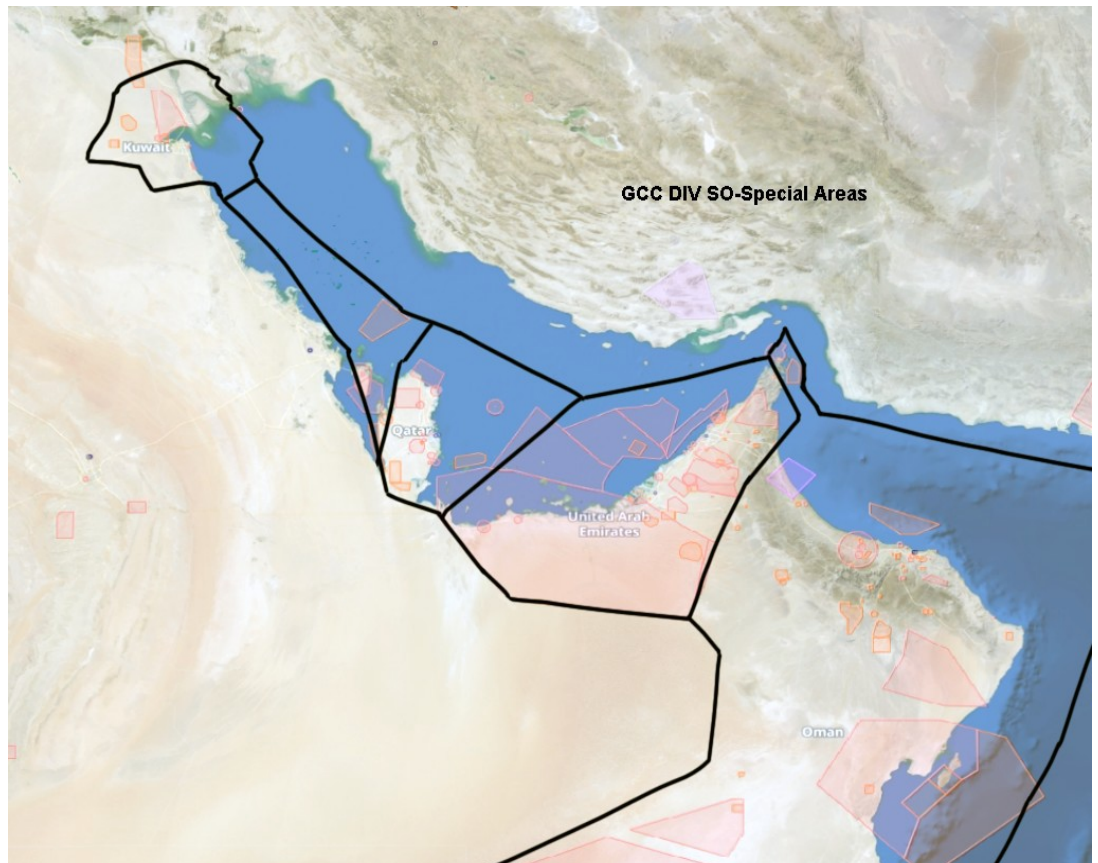 Kuwait
GCC DIV SO-Special Areas
Qatar
United Arab
Emirates
Oman